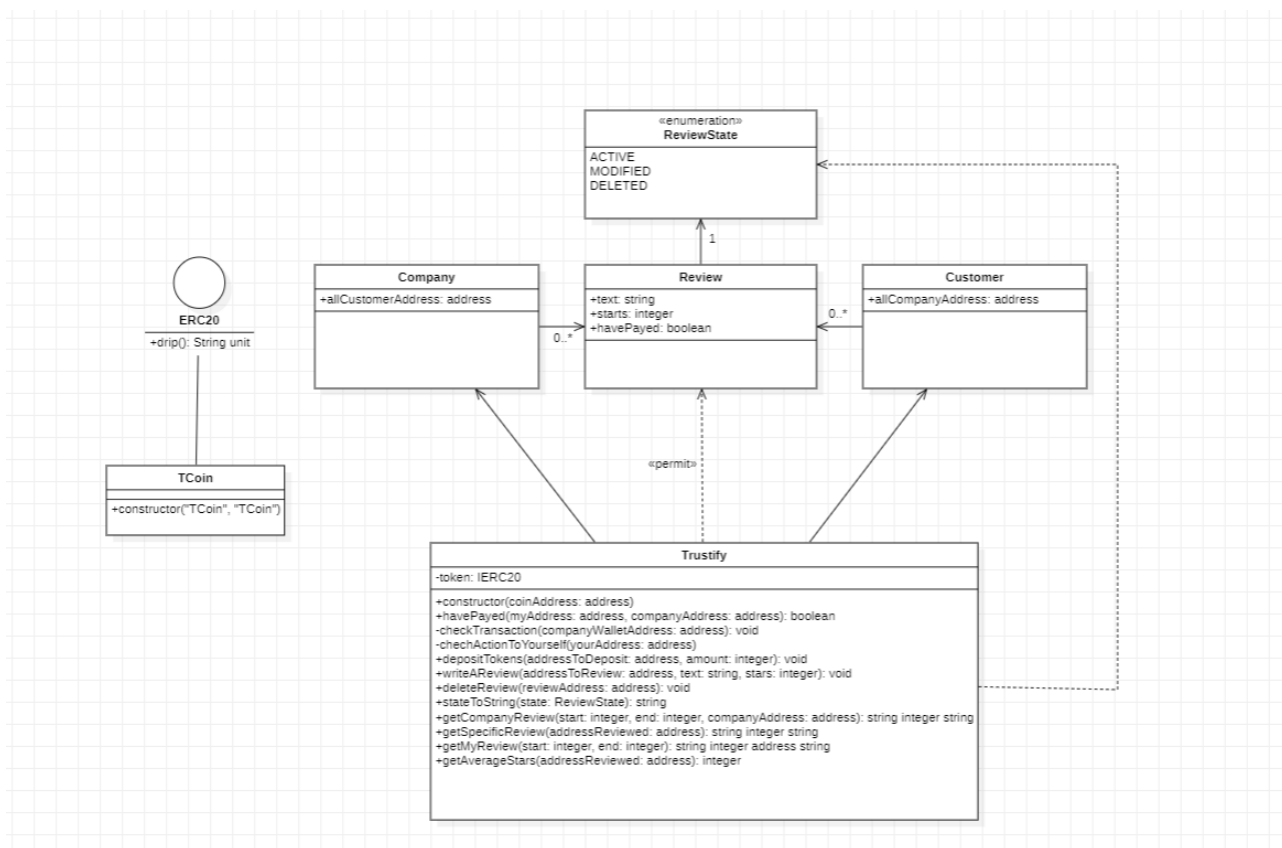 «enumeration»
ReviewState
ACTIVE
MODIFIED
DELETED
1
ERC20
+drip(): String unit
Company
+allCustomerAddress: address
0..*
Review
+text: string
+starts: integer
+havePayed: boolean
0..*
Customer
+allCompanyAddress: address
TCoin
+constructor("TCoin", "TCoin")
«permit»
Trustify
-token: IERC20
+constructor(coinAddress: address)
+havePayed(myAddress: address, companyAddress: address): boolean
-checkTransaction(companyWalletAddress: address): void
-chechActionToYourself(yourAddress: address)
+depositTokens(addressToDeposit: address, amount: integer): void
+writeAReview(addressToReview: address, text: string, stars: integer): void
+deleteReview(reviewAddress: address): void
+stateToString(state: ReviewState): string
+getCompanyReview(start: integer, end: integer, companyAddress: address): string integer string
+getSpecificReview(addressReviewed: address): string integer string
+getMyReview(start: integer, end: integer): string integer address string
+getAverageStars(addressReviewed: address): integer